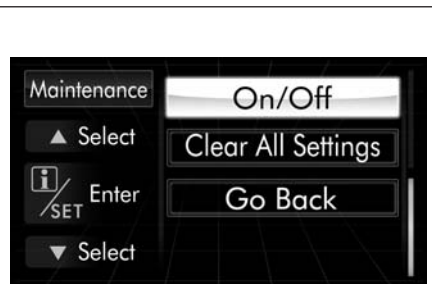 Maintenance
▲ Select
i/SET Enter
▼ Select
On/Off
Clear All Settings
Go Back